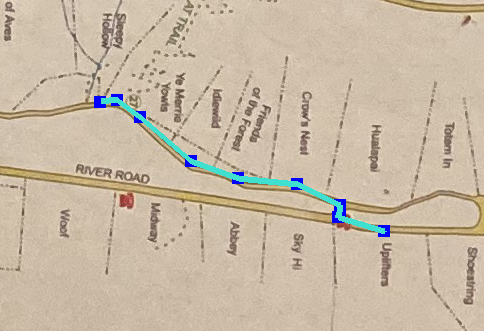 of Aves
Sleepy
Hollow
AT TRAIL
27
Ye Merrie
Yowls
Idlewild
Friends
of the Forest
Crow's Nest
Hualapai
Totem In
RIVER ROAD
Woof
Midway
Abbey
Sky Hi
Uplifters
Shoestring